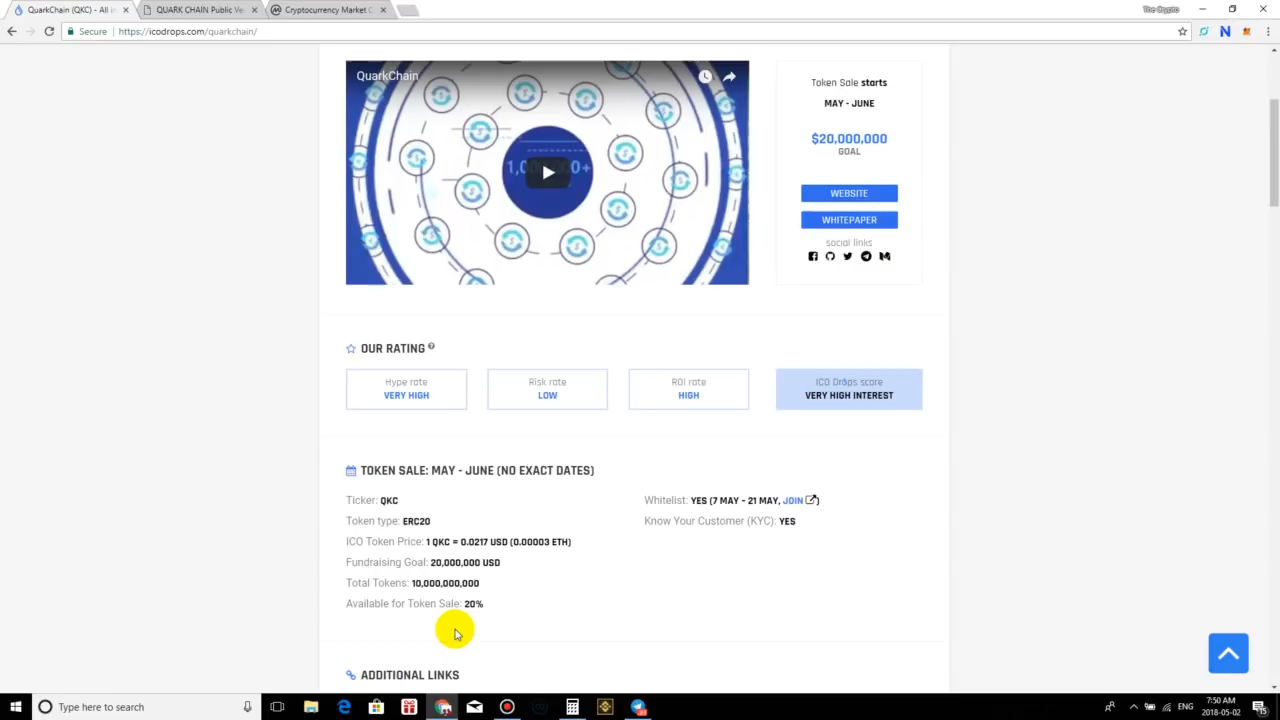 QuarkChain (QKC) - All in
QUARK CHAIN Public Ve
Cryptocurrency Market C
The Crypto
Secure
https://icodrops.com/quarkchain/
QuarkChain
Token Sale starts
MAY - JUNE
$20,000,000
GOAL
WEBSITE
WHITEPAPER
social links
OUR RATING
Hype rate
VERY HIGH
Risk rate
LOW
ROI rate
HIGH
ICO Drops score
VERY HIGH INTEREST
TOKEN SALE: MAY - JUNE (NO EXACT DATES)
Ticker: QKC
Whitelist: YES (7 MAY - 21 MAY, JOIN )
Token type: ERC20
Know Your Customer (KYC): YES
ICO Token Price: 1 QKC = 0.0217 USD (0.00003 ETH)
Fundraising Goal: 20,000,000 USD
Total Tokens: 10,000,000,000
Available for Token Sale: 20%
ADDITIONAL LINKS
Type here to search
7:50 AM
2018-05-02